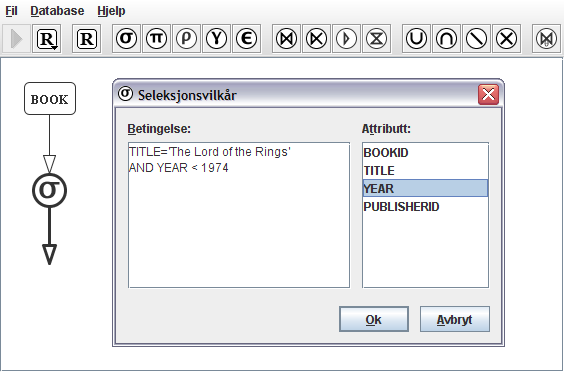 Fil Database Hjelp
R R σ π ρ γ ε
BOOK
σ
σ Seleksjonsvilkår
Betingelse: Attributt:
TITLE='The Lord of the Rings'
AND YEAR < 1974
BOOKID
TITLE
YEAR
PUBLISHERID
Ok Avbryt